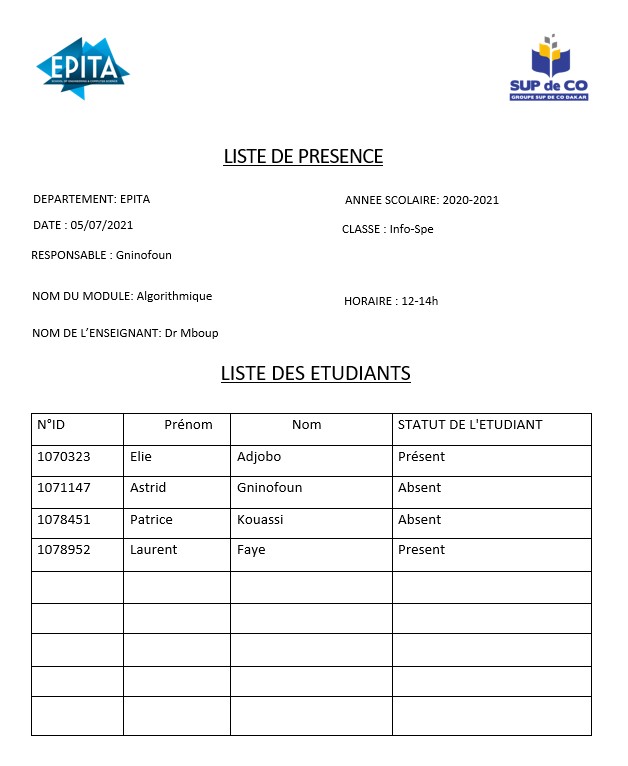 EPITA
SUP de CO
GROUPE SUP DE CO DAKAR
LISTE DE PRESENCE
DEPARTEMENT: EPITA
ANNEE SCOLAIRE: 2020-2021
DATE : 05/07/2021
CLASSE : Info-Spe
RESPONSABLE : Gninofoun
NOM DU MODULE: Algorithmique
HORAIRE : 12-14h
NOM DE L’ENSEIGNANT: Dr Mboup
LISTE DES ETUDIANTS
N°ID Prénom Nom STATUT DE L'ETUDIANT
1070323 Elie Adjobo Présent
1071147 Astrid Gninofoun Absent
1078451 Patrice Kouassi Absent
1078952 Laurent Faye Present